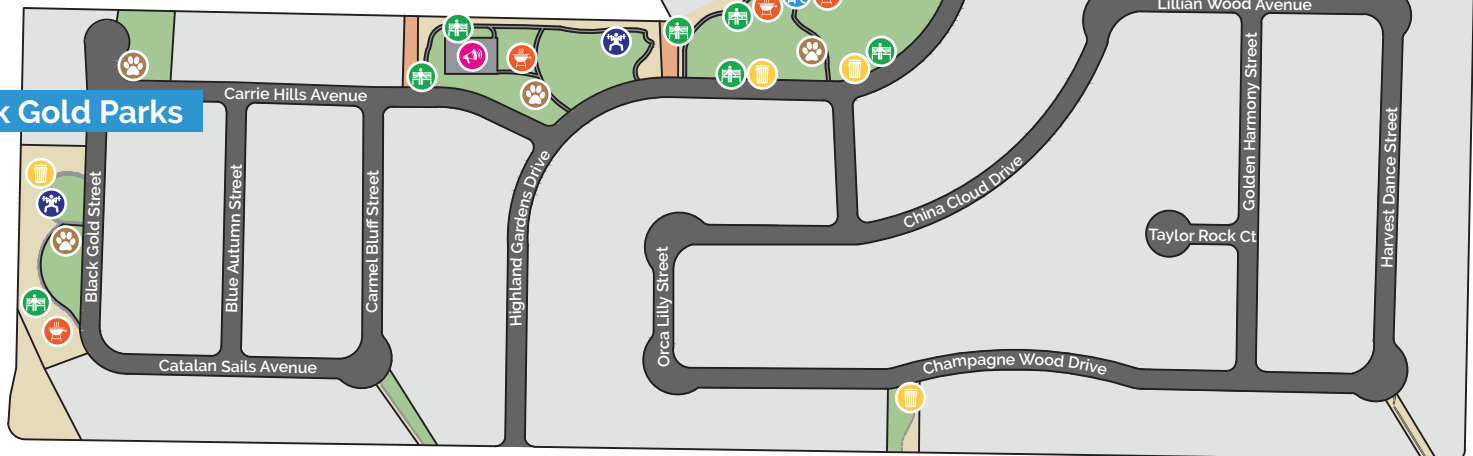 Lillian Wood Avenue
Carrie Hills Avenue
Gold Parks
Black Gold Street
Blue Autumn Street
Carmel Bluff Street
Highland Gardens Drive
China Cloud Drive
Golden Harmony Street
Harvest Dance Street
Taylor Rock Ct
Orca Lilly Street
Catalan Sails Avenue
Champagne Wood Drive